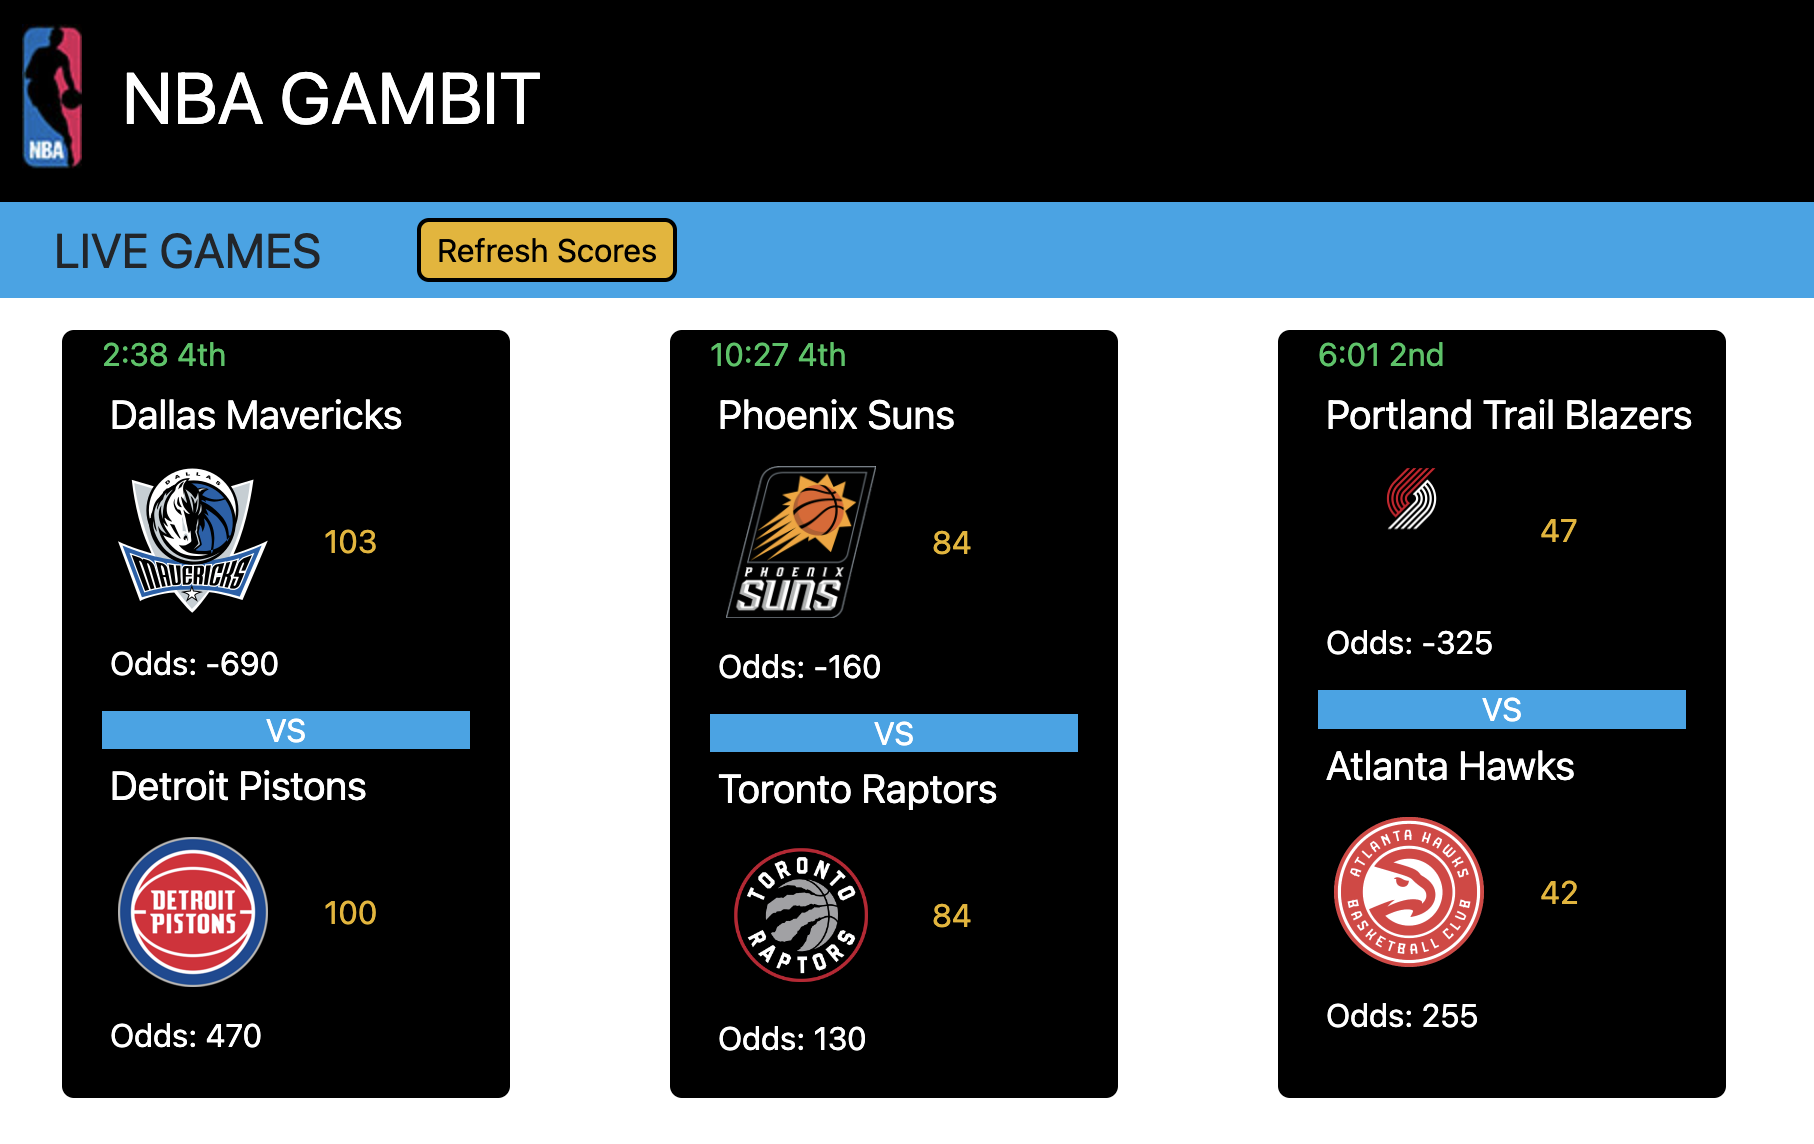 NBA
NBA GAMBIT
LIVE GAMES
Refresh Scores
2:38 4th
Dallas Mavericks
DALLAS
MAVERICKS
103
Odds: -690
VS
Detroit Pistons
DETROIT
PISTONS
100
Odds: 470
10:27 4th
Phoenix Suns
PHOENIX
SUNS
84
Odds: -160
VS
Toronto Raptors
TORONTO
RAPTORS
84
Odds: 130
6:01 2nd
Portland Trail Blazers
47
Odds: -325
VS
Atlanta Hawks
ATLANTA HAWKS
BASKETBALL CLUB
42
Odds: 255